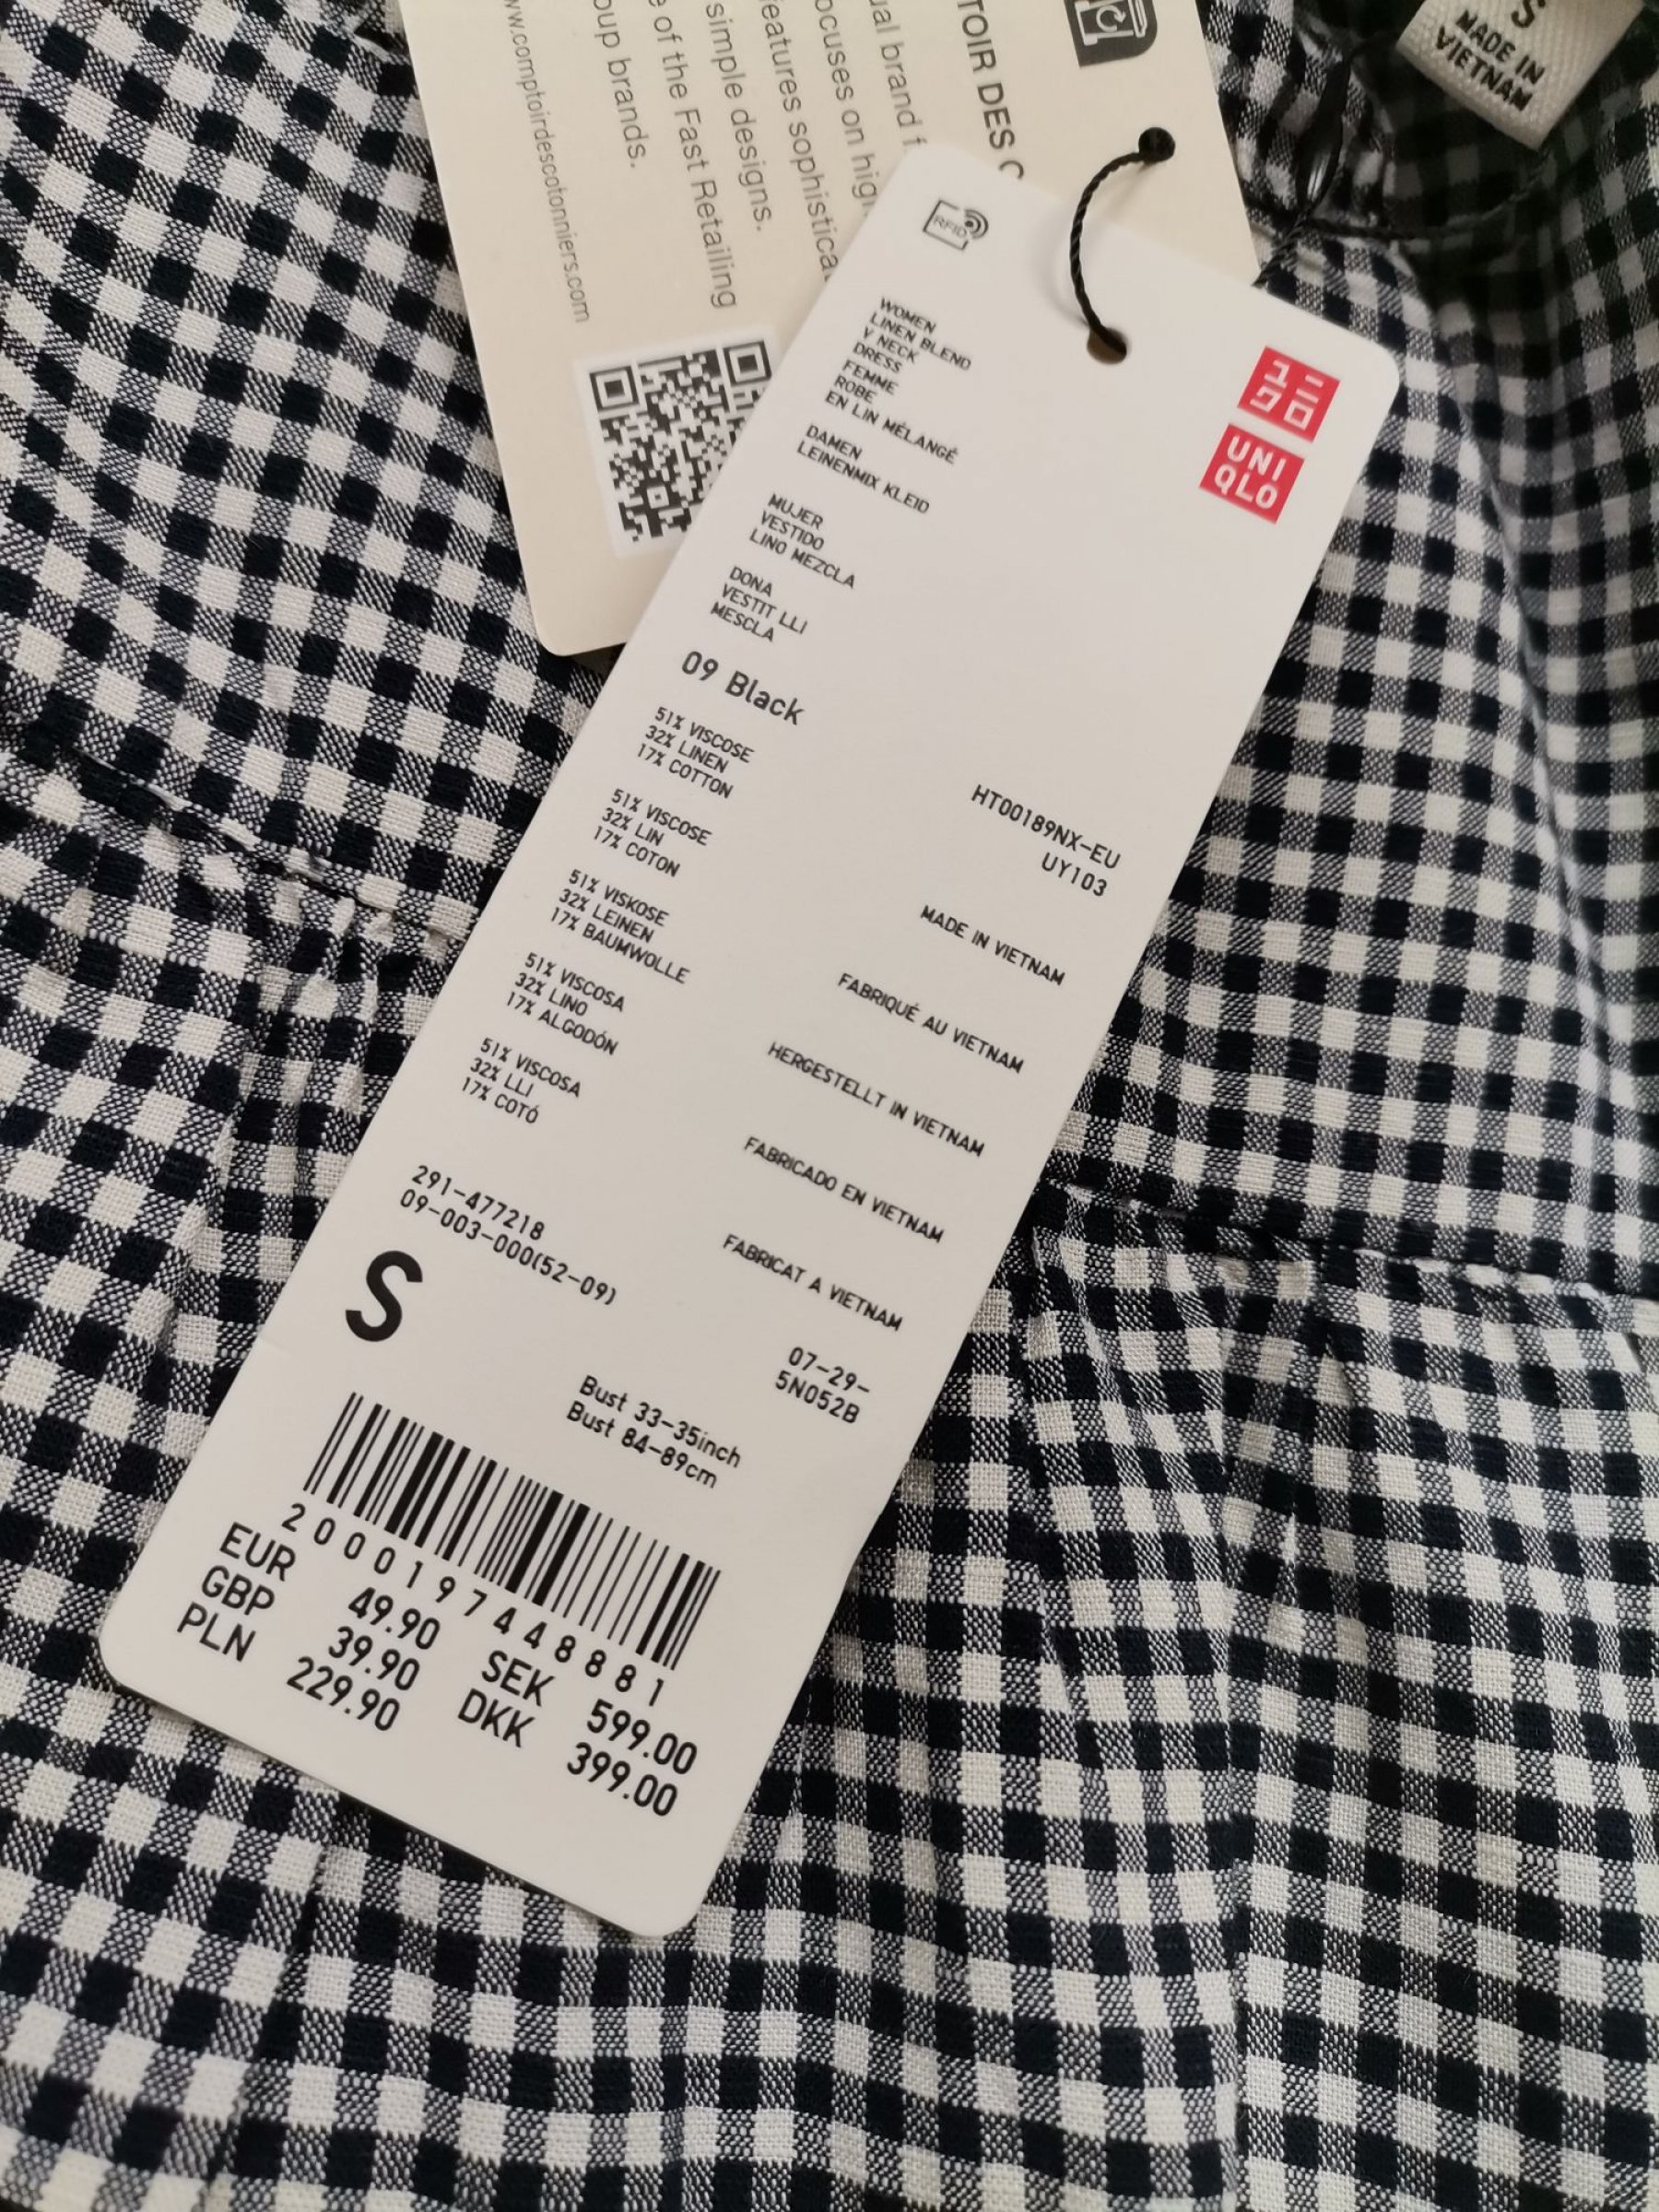 S
MADE IN
VIETNAM
TOIR DES
ual brand
ocuses on
features
simple designs.
e of the Fast Retailing
oup brands.
ww.comptoirdescotonniers.com
RFID
ユニ
クロ
UNI
QLO
WOMEN
LINEN BLEND
V NECK
DRESS
FEMME
ROBE
EN LIN MÉLANGÉ
DAMEN
LEINENMIX KLEID
MUJER
VESTIDO
LINO MEZCLA
DONA
VESTIT LLI
MESCLA
09 Black
51% VISCOSE
32% LINEN
17% COTTON
51% VISCOSE
32% LIN
17% COTON
51% VISKOSE
32% LEINEN
17% BAUMWOLLE
51% VISCOSA
32% LINO
17% ALGODÓN
51% VISCOSA
32% LLI
17% COTÓ
HT00189NX-EU
UY103
MADE IN VIETNAM
FABRIQUÉ AU VIETNAM
HERGESTELLT IN VIETNAM
FABRICADO EN VIETNAM
FABRICAT A VIETNAM
291-477218
09-003-000(52-09)
S
07-29-
5N052B
Bust 33-35inch
Bust 84-89cm
2000197448881
EUR 49.90 SEK 599.00
GBP 39.90 DKK 399.00
PLN 229.90